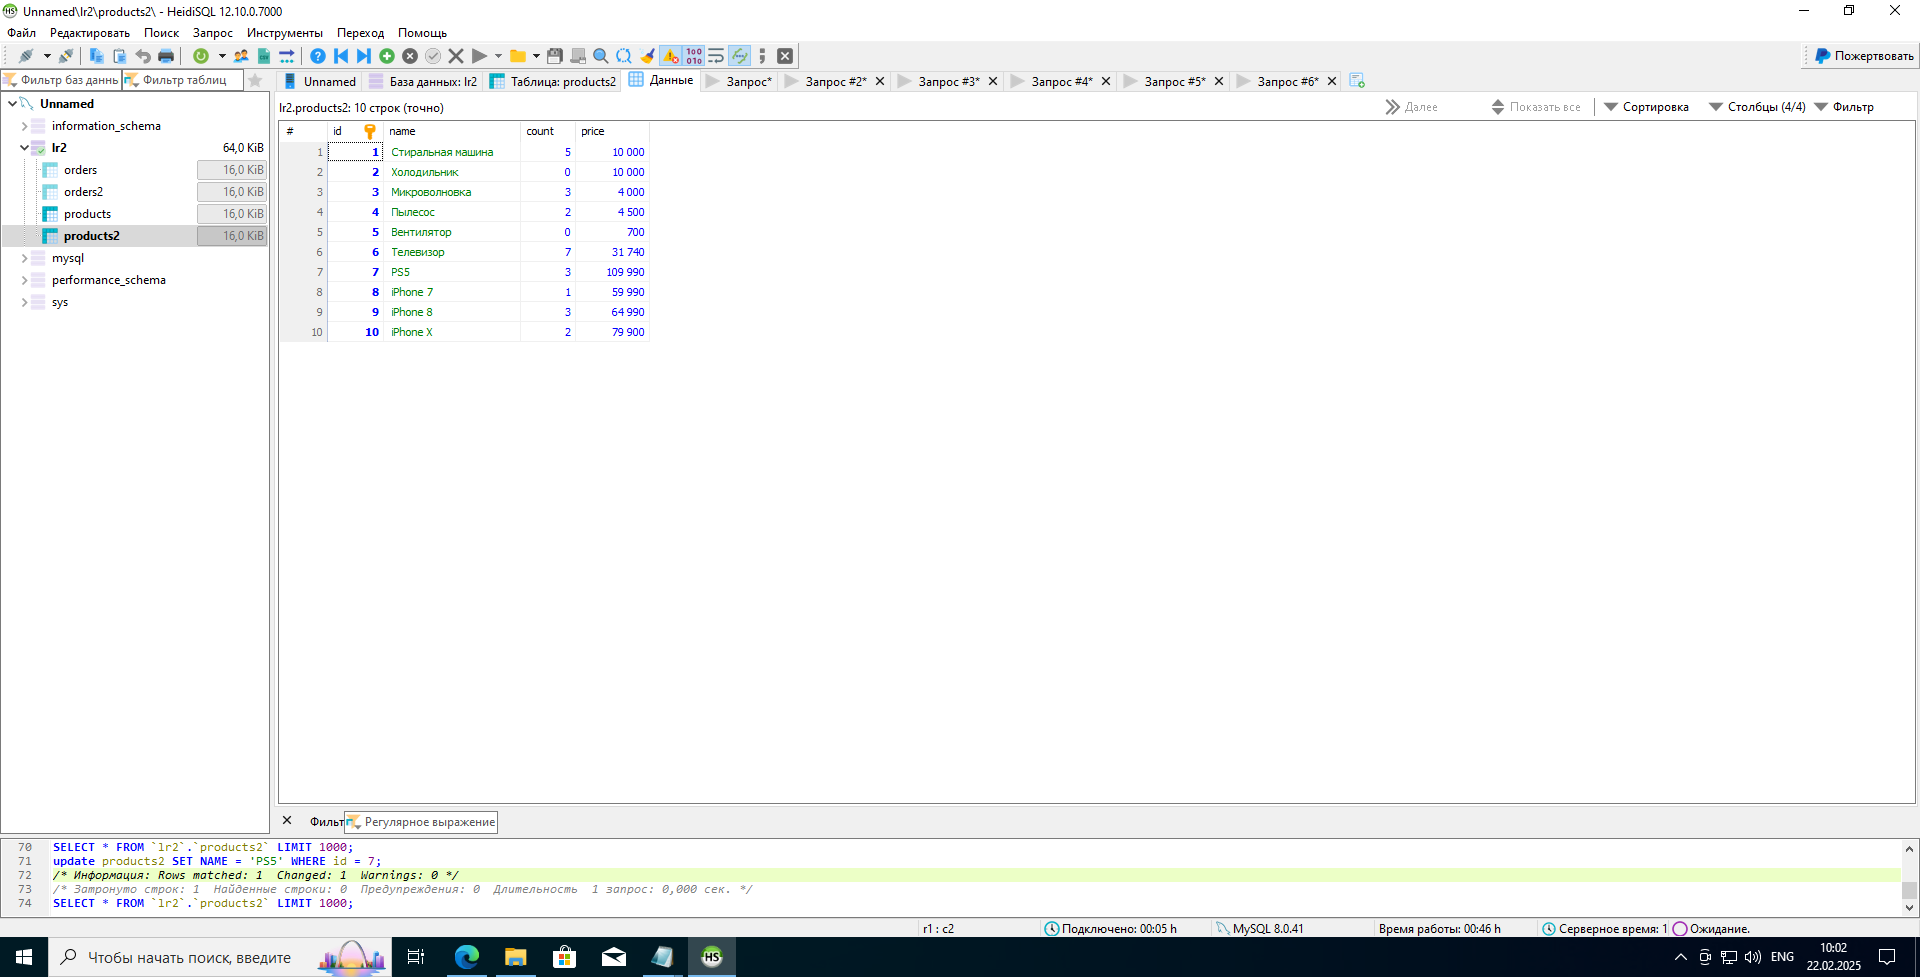 Unnamed\lr2\products2\ - HeidiSQL 12.10.0.7000
Файл Редактировать Поиск Запрос Инструменты Переход Помощь
Пожертвовать
Фильтр баз даннь Фильтр таблиц
Unnamed База данных: lr2 Таблица: products2 Данные Запрос* Запрос #2* Запрос #3* Запрос #4* Запрос #5* Запрос #6*
Unnamed
information_schema
lr2 64,0 KiB
orders 16,0 KiB
orders2 16,0 KiB
products 16,0 KiB
products2 16,0 KiB
mysql
performance_schema
sys
lr2.products2: 10 строк (точно) Далее Показать все Сортировка Столбцы (4/4) Фильтр
# id name count price
1 1 Стиральная машина 5 10 000
2 2 Холодильник 0 10 000
3 3 Микроволновка 3 4 000
4 4 Пылесос 2 4 500
5 5 Вентилятор 0 700
6 6 Телевизор 7 31 740
7 7 PS5 3 109 990
8 8 iPhone 7 1 59 990
9 9 iPhone 8 3 64 990
10 10 iPhone X 2 79 900
Фильт Регулярное выражение
70 SELECT * FROM `lr2`.`products2` LIMIT 1000;
71 update products2 SET NAME = 'PS5' WHERE id = 7;
72 /* Информация: Rows matched: 1 Changed: 1 Warnings: 0 */
73 /* Затронуто строк: 1 Найденные строки: 0 Предупреждения: 0 Длительность 1 запрос: 0,000 сек. */
74 SELECT * FROM `lr2`.`products2` LIMIT 1000;
r1 : c2 Подключено: 00:05 h MySQL 8.0.41 Время работы: 00:46 h Серверное время: 1 Ожидание.
Чтобы начать поиск, введите
HS
ENG
10:02
22.02.2025